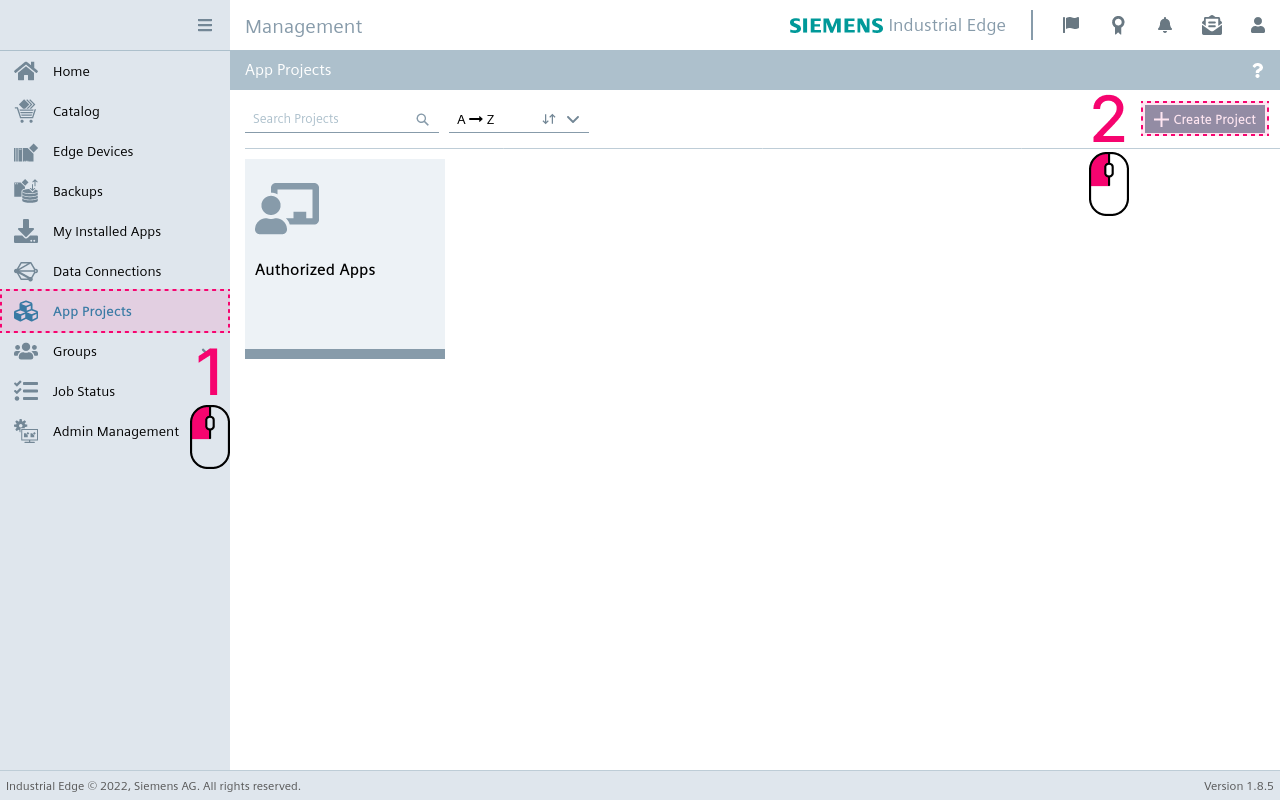 Management
SIEMENS Industrial Edge
Home
Catalog
Edge Devices
Backups
My Installed Apps
Data Connections
App Projects
Groups
Job Status
Admin Management
1
App Projects
?
Search Projects
A → Z
2
Create Project
Authorized Apps
Industrial Edge © 2022, Siemens AG. All rights reserved.
Version 1.8.5